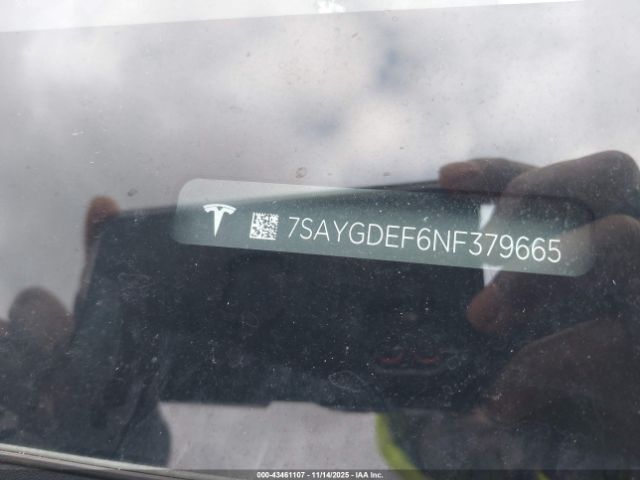 7SAYGDEF6NF379665
000-43461107 - 11/14/2025 - IAA Inc.